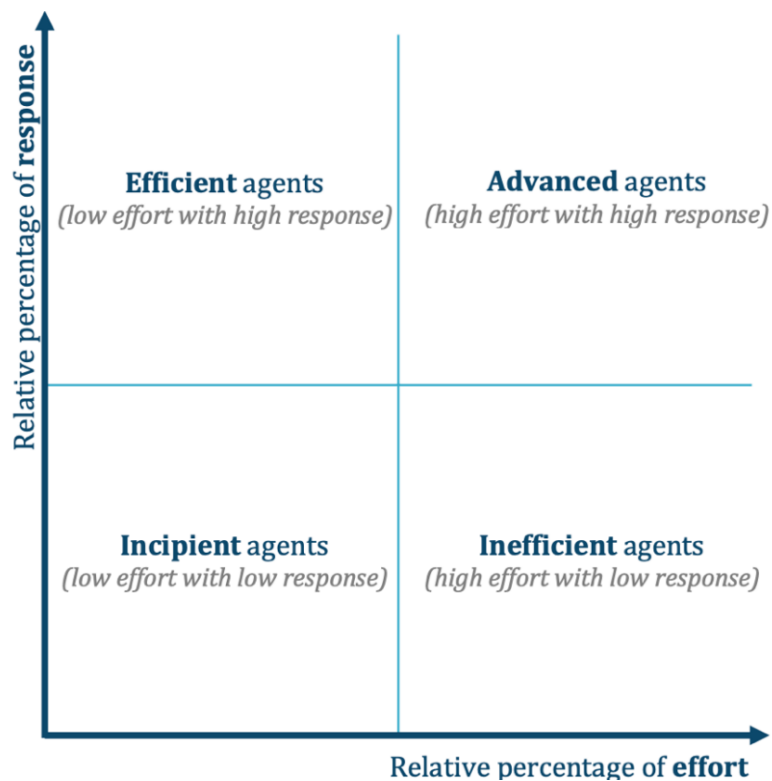 Relative percentage of response
Efficient agents
(low effort with high response)
Advanced agents
(high effort with high response)
Incipient agents
(low effort with low response)
Inefficient agents
(high effort with low response)
Relative percentage of effort